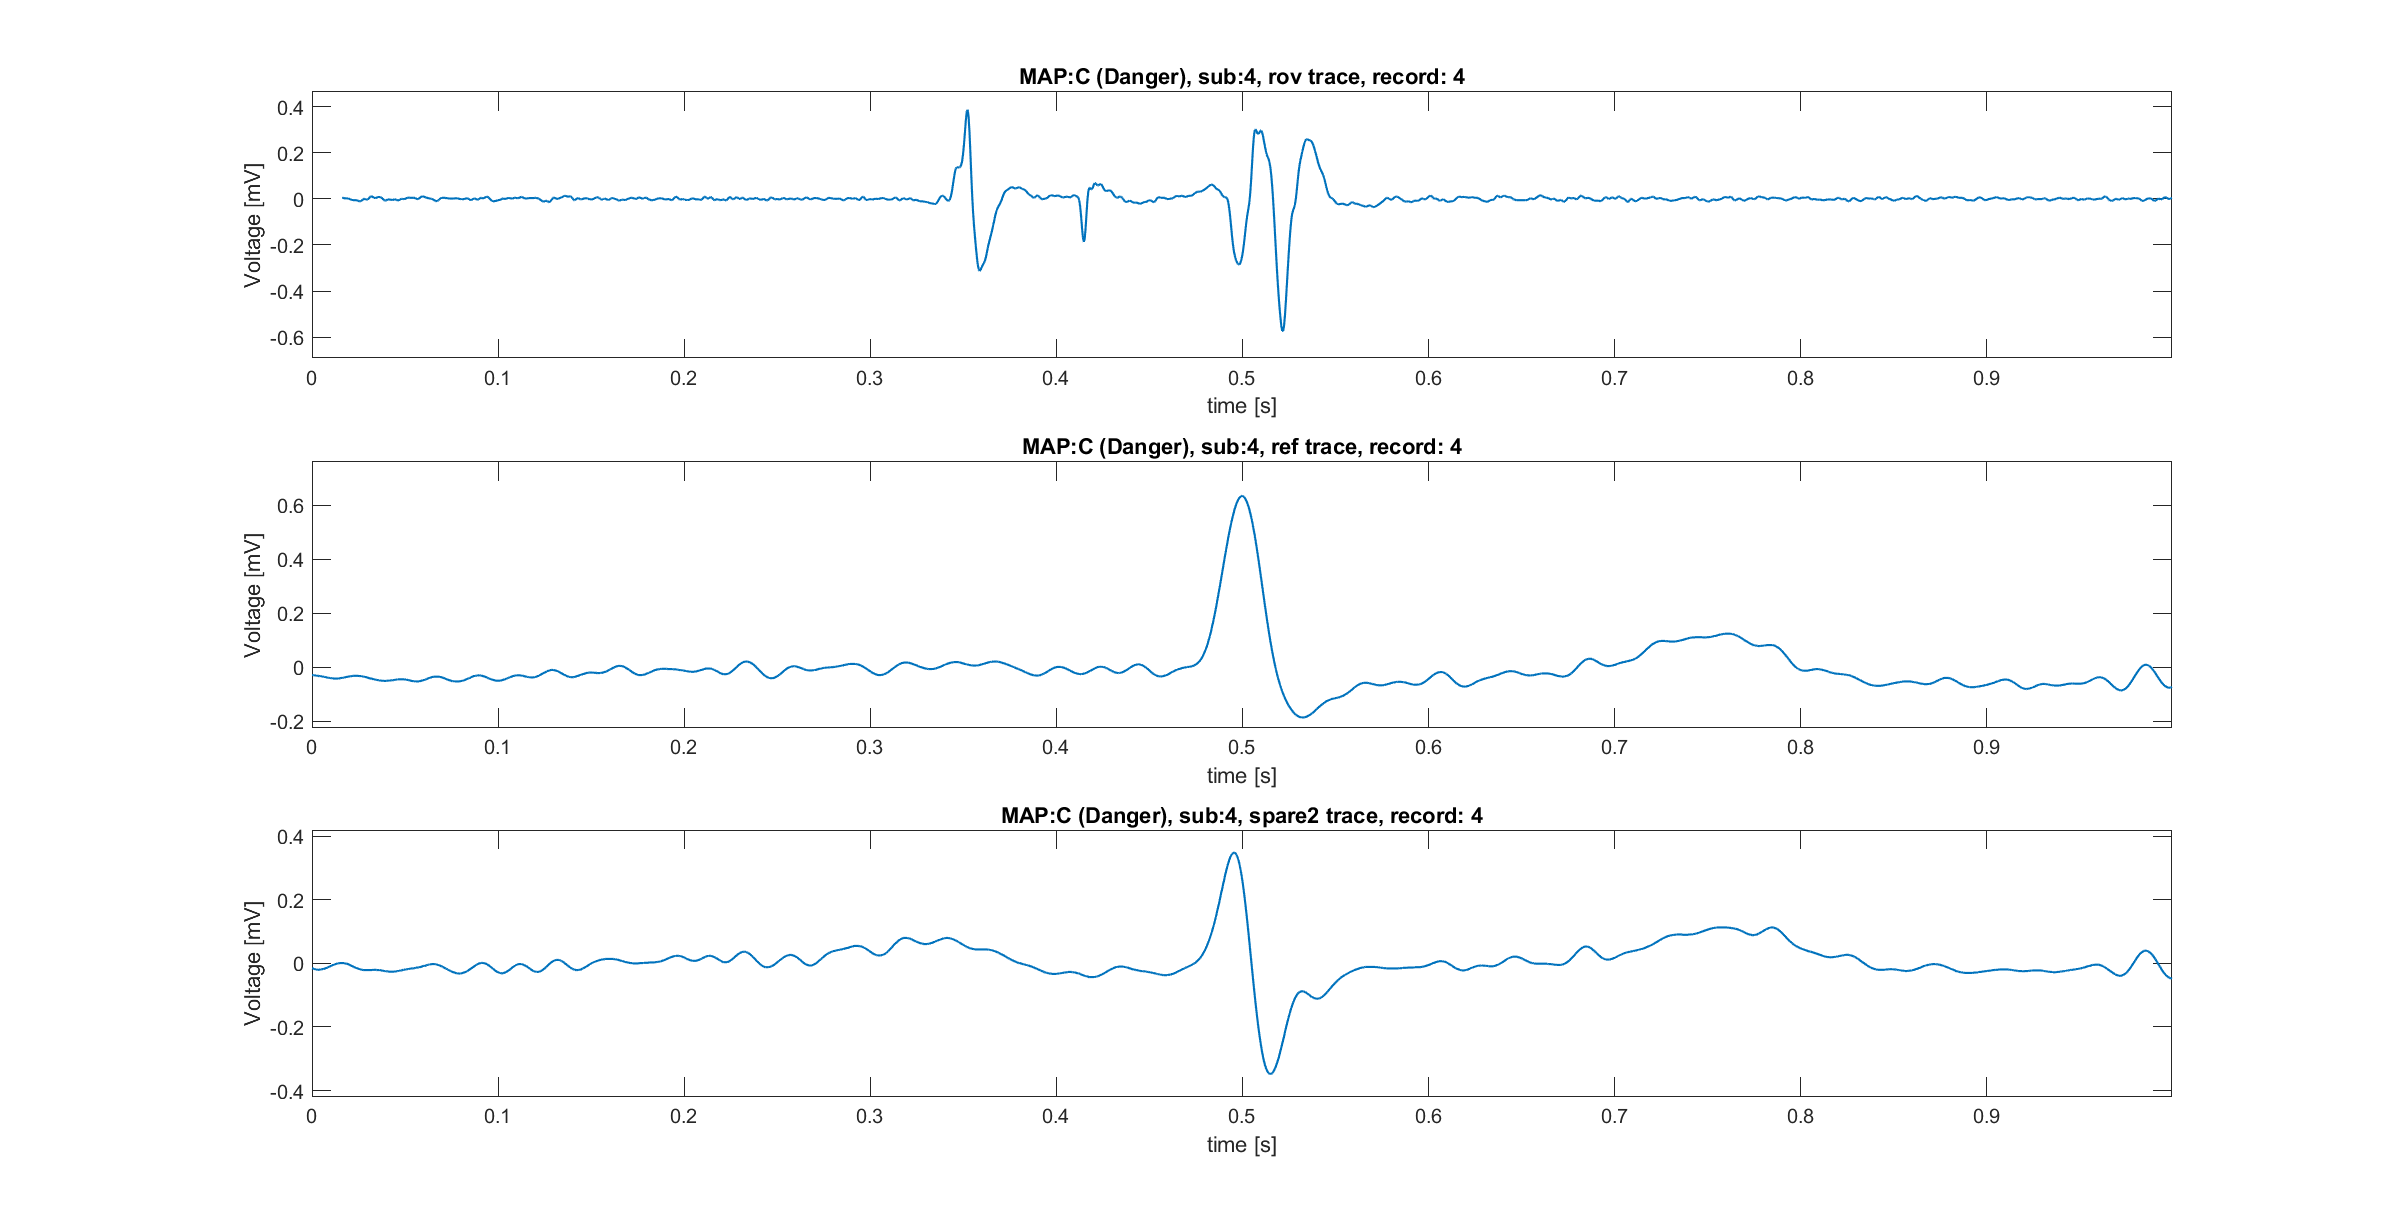 MAP:C (Danger), sub:4, rov trace, record: 4
0.4
0.2
0
-0.2
-0.4
-0.6
Voltage [mV]
0 0.1 0.2 0.3 0.4 0.5 0.6 0.7 0.8 0.9
time [s]
MAP:C (Danger), sub:4, ref trace, record: 4
0.6
0.4
0.2
0
-0.2
Voltage [mV]
0 0.1 0.2 0.3 0.4 0.5 0.6 0.7 0.8 0.9
time [s]
MAP:C (Danger), sub:4, spare2 trace, record: 4
0.4
0.2
0
-0.2
-0.4
Voltage [mV]
0 0.1 0.2 0.3 0.4 0.5 0.6 0.7 0.8 0.9
time [s]